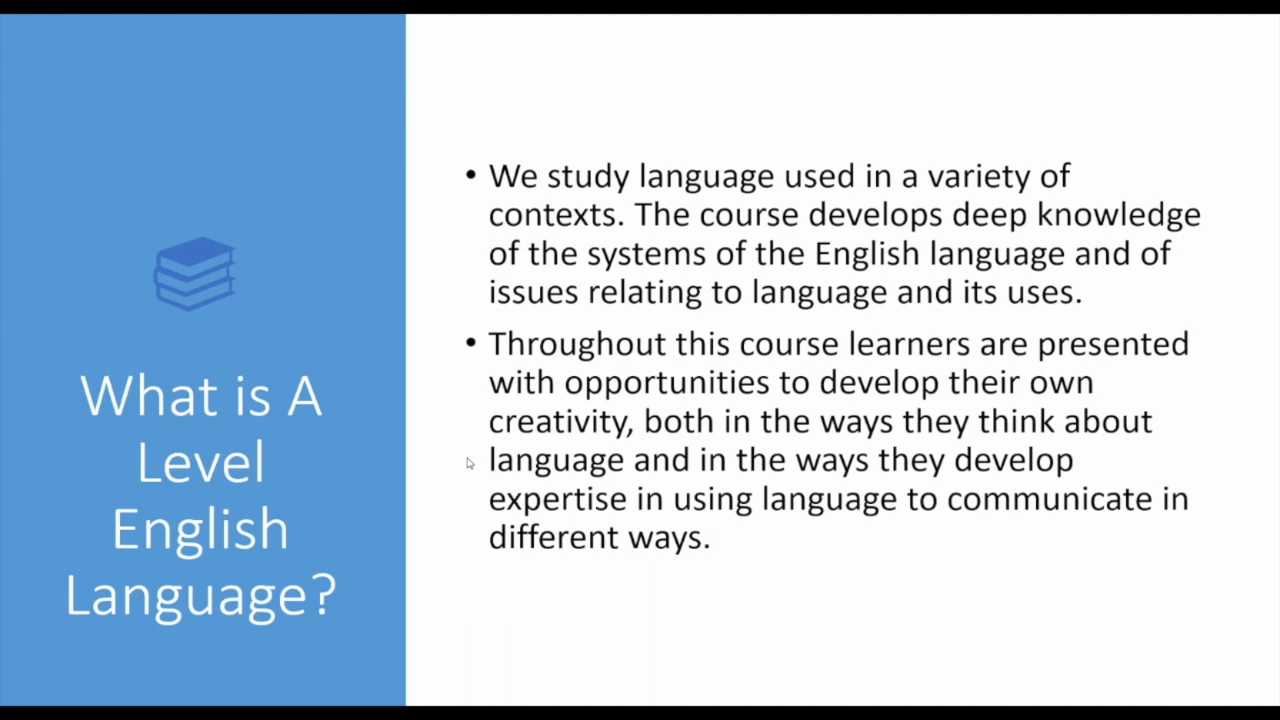 What is A
Level
English
Language?
• We study language used in a variety of
contexts. The course develops deep knowledge
of the systems of the English language and of
issues relating to language and its uses.
• Throughout this course learners are presented
with opportunities to develop their own
creativity, both in the ways they think about
language and in the ways they develop
expertise in using language to communicate in
different ways.